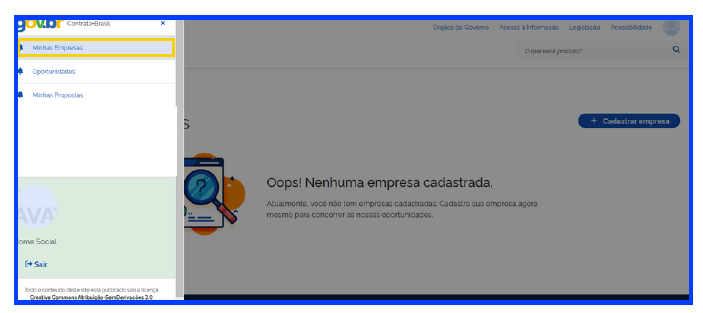 gov.br Contrata+Brasil ×
Órgãos do Governo Acesso à Informação Legislação Acessibilidade
Minhas Empresas
O que você procura?
Oportunidades
Minhas Propostas
s
+ Cadastrar empresa
Oops! Nenhuma empresa cadastrada.
Atualmente, você não tem empresas cadastradas. Cadastre sua empresa agora
mesmo para concorrer às nossas oportunidades.
AVA
ome Social
Sair
Todo o conteúdo deste site está publicado sob a licença
Creative Commons Atribuição-SemDerivações 3.0